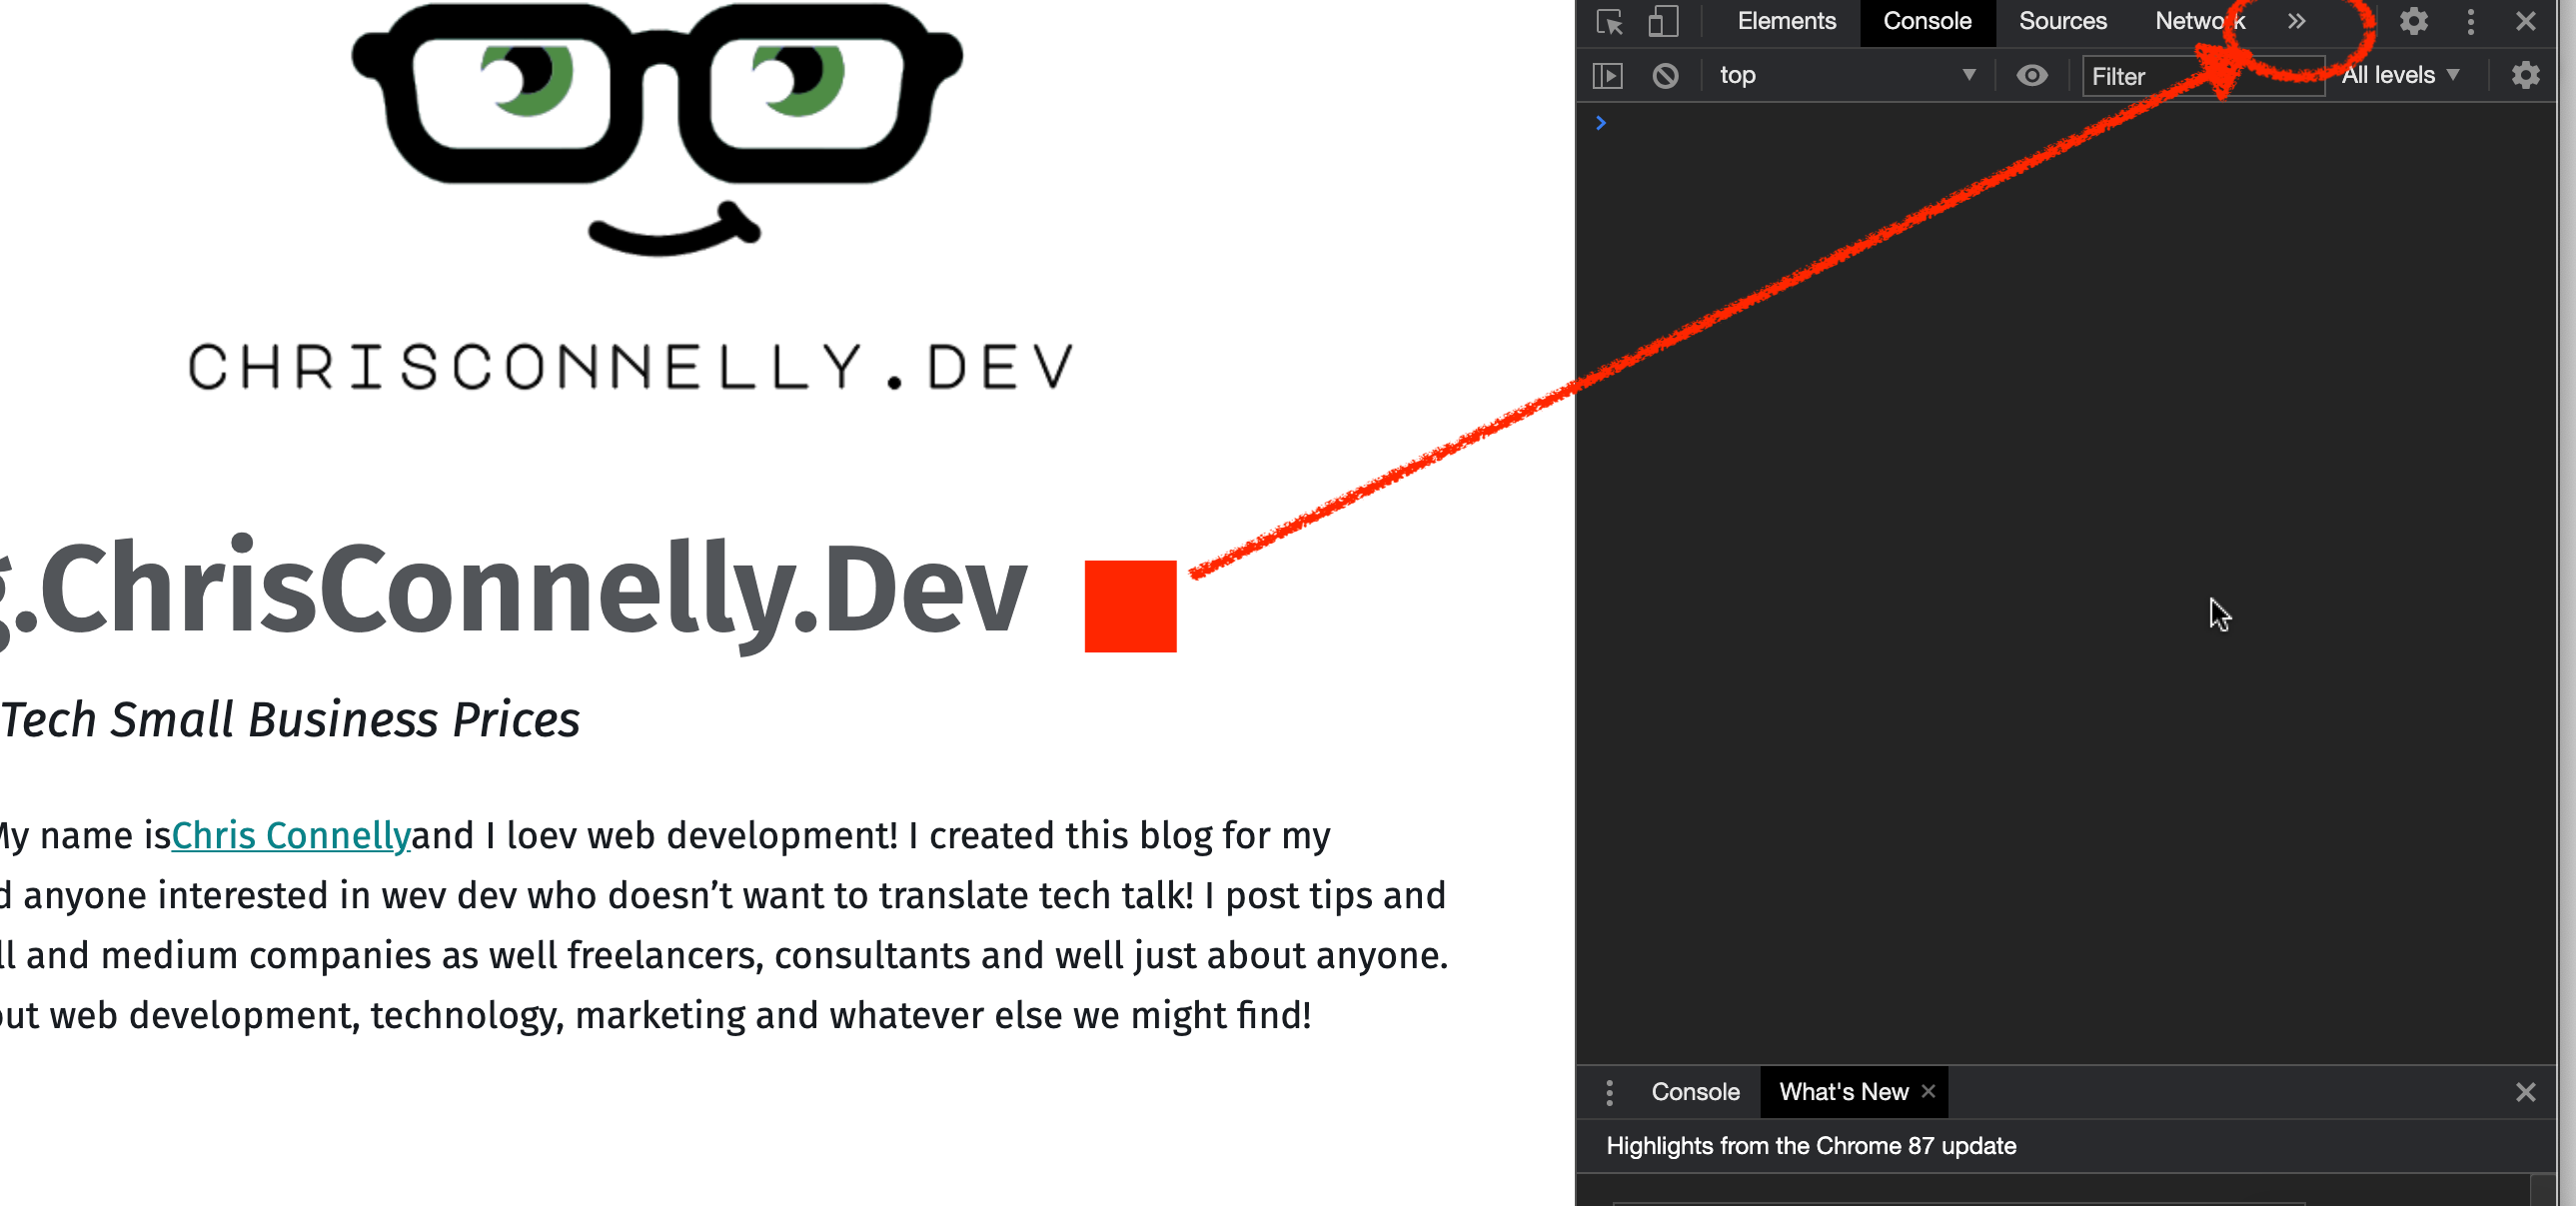 CHRISCONNELLY.DEV
g.ChrisConnelly.Dev
Tech Small Business Prices
My name isChris Connellyand I loev web development! I created this blog for my
d anyone interested in wev dev who doesn’t want to translate tech talk! I post tips and
ll and medium companies as well freelancers, consultants and well just about anyone.
out web development, technology, marketing and whatever else we might find!
Elements Console Sources Network »
top Filter All levels
Console What's New
Highlights from the Chrome 87 update